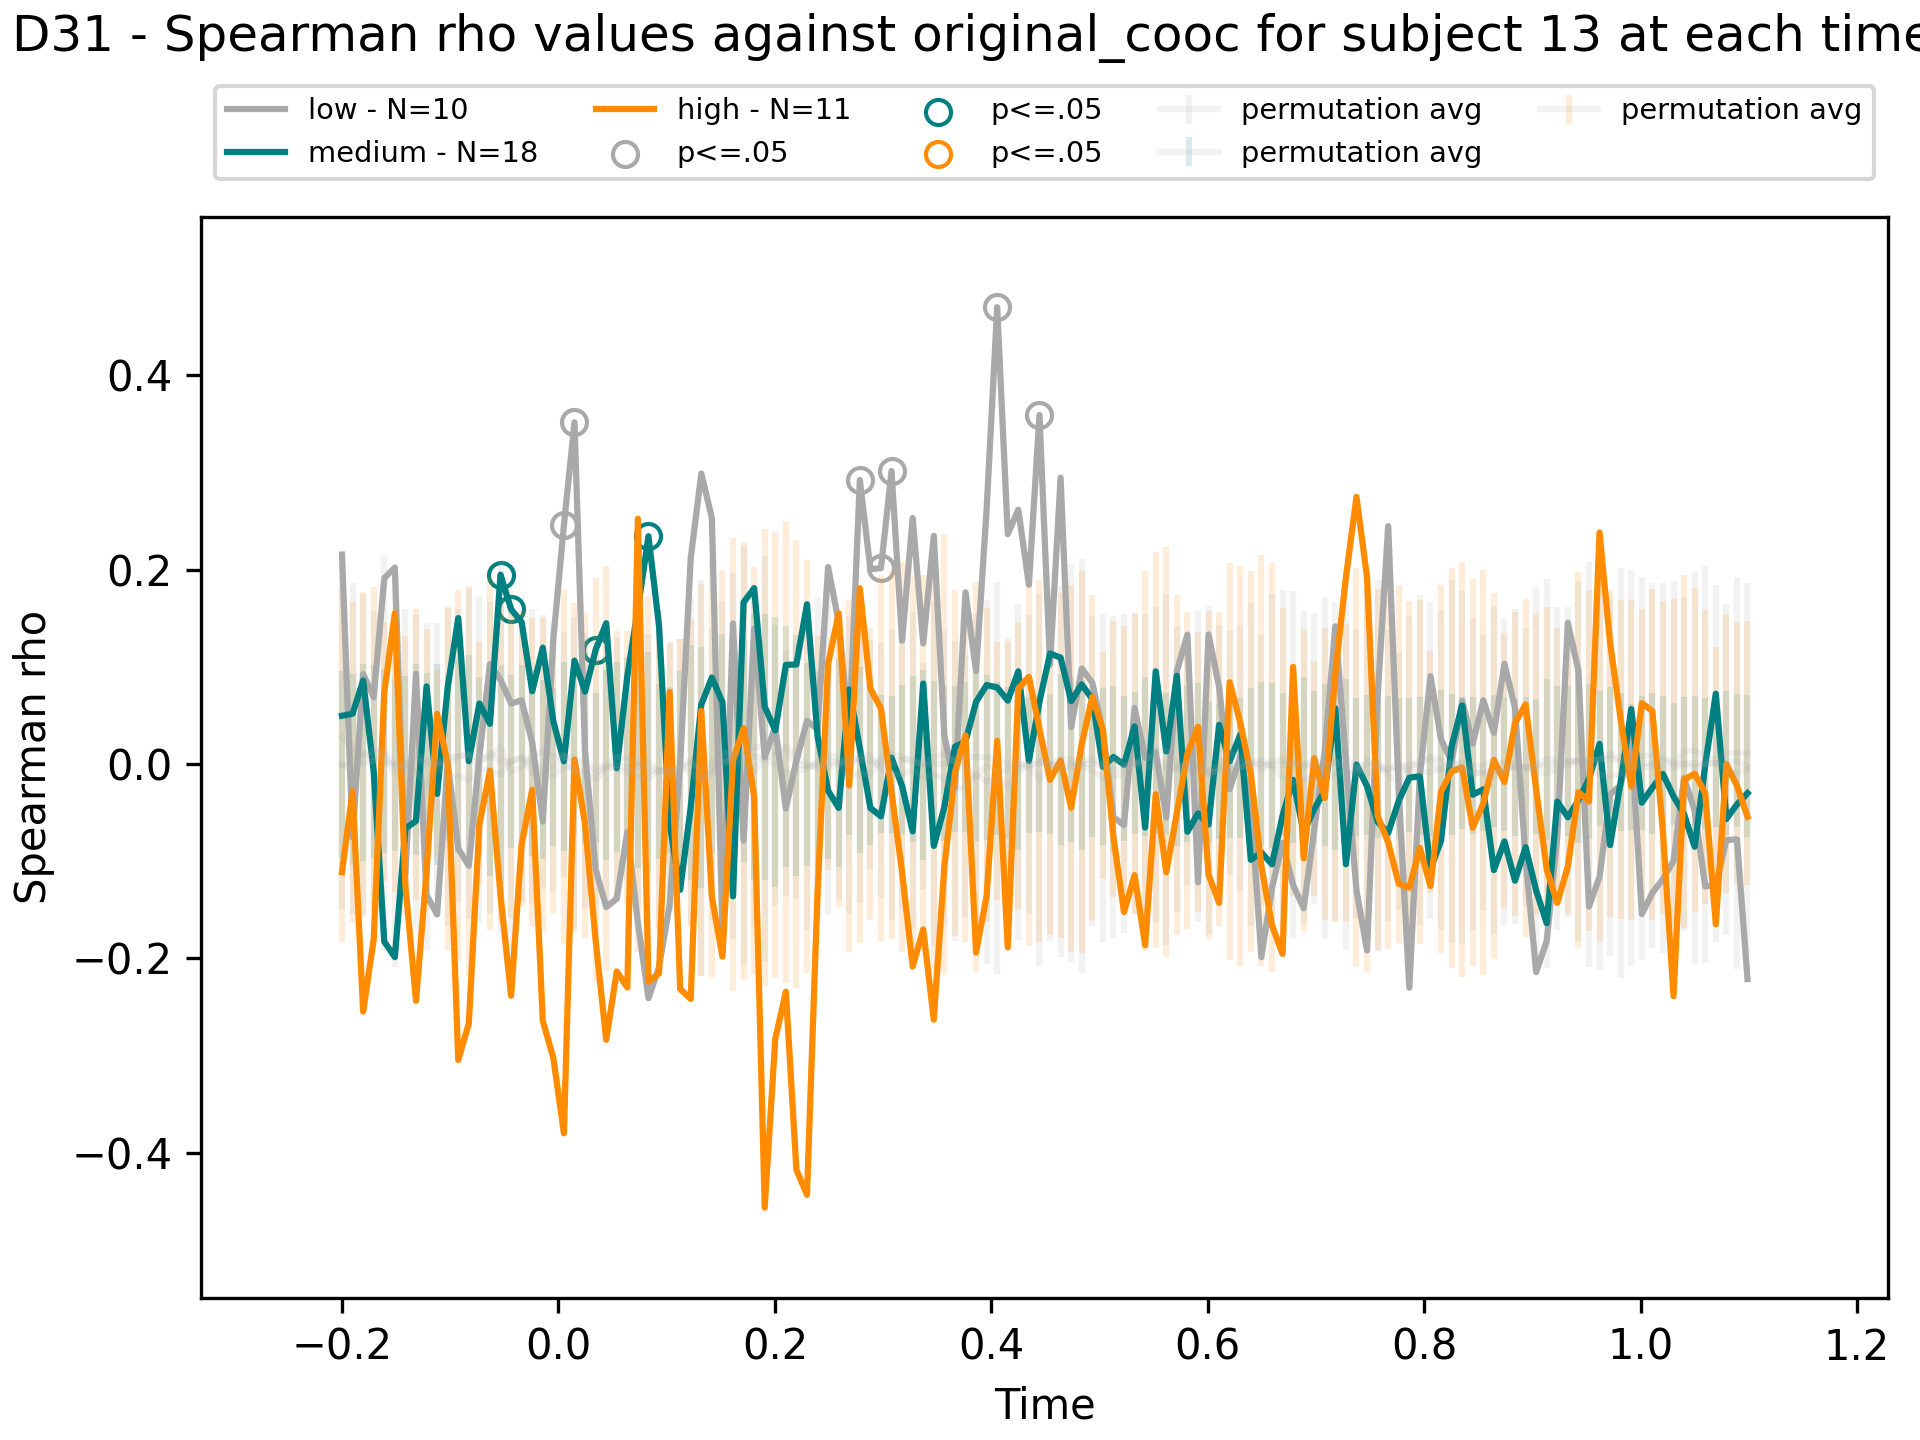 D31 - Spearman rho values against original_cooc for subject 13 at each time
low - N=10
medium - N=18
high - N=11
p<=.05
p<=.05
p<=.05
permutation avg
permutation avg
permutation avg
Spearman rho
0.4
0.2
0.0
−0.2
−0.4
−0.2 0.0 0.2 0.4 0.6 0.8 1.0 1.2
Time